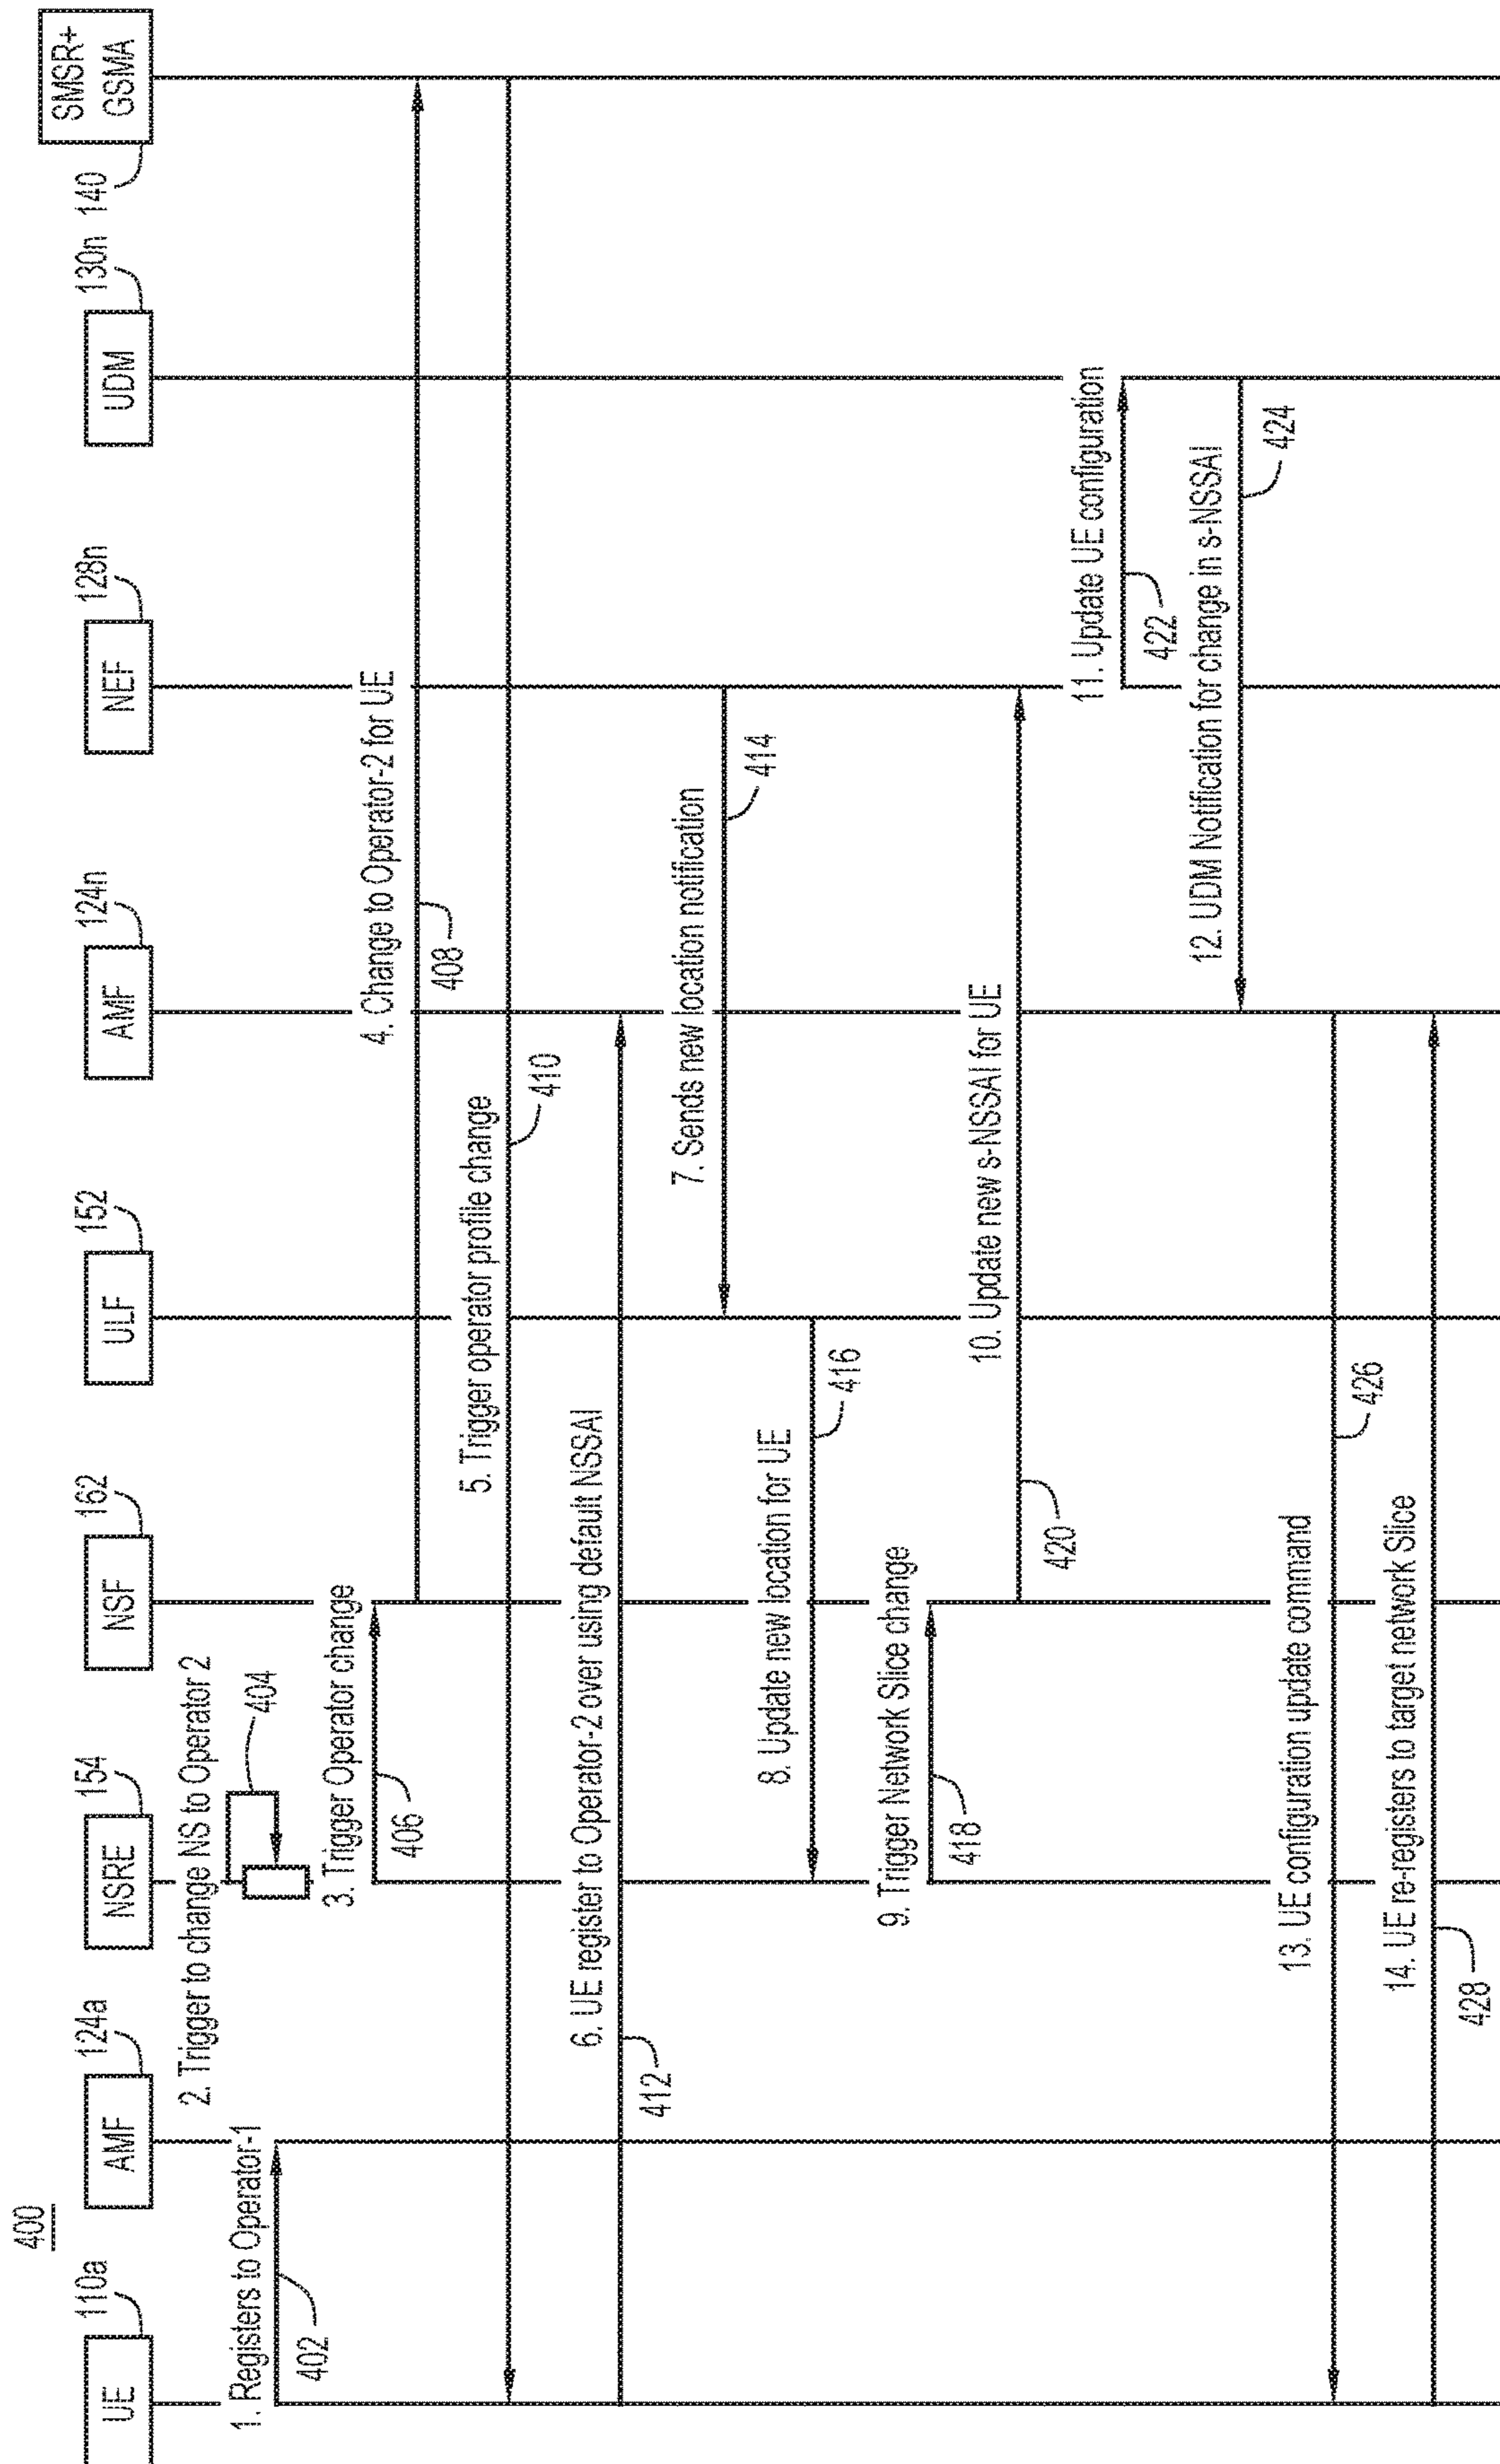 400
UE
110a
AMF
124a
NSRE
154
NSF
162
ULF
152
AMF
124n
NEF
128n
UDM
130n
SMSR+
GSMA
140
1. Registers to Operator-1
402
2. Trigger to change NS to Operator 2
404
3. Trigger Operator change
406
4. Change to Operator-2 for UE
408
5. Trigger operator profile change
410
6. UE register to Operator-2 over using default NSSAI
412
7. Sends new location notification
414
8. Update new location for UE
416
9. Trigger Network Slice change
418
10. Update new s-NSSAI for UE
420
11. Update UE configuration
422
12. UDM Notification for change in s-NSSAI
424
13. UE configuration update command
426
14. UE re-registers to target network Slice
428